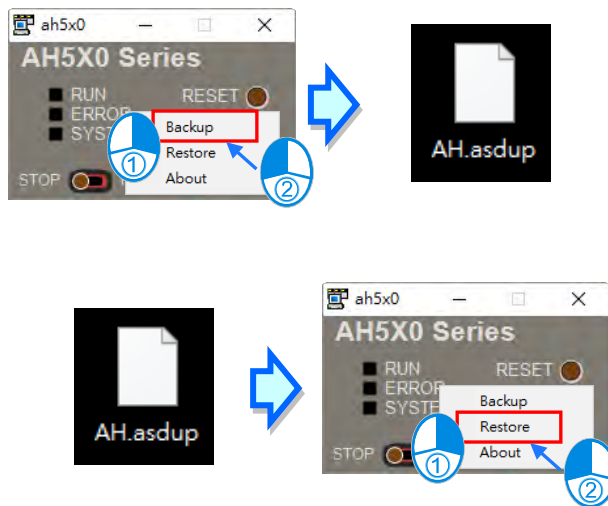 ah5x0
AH5X0 Series
RUN
RESET
ERROR
SYST
Backup
Restore
About
STOP
①
②
AH.asdup
AH.asdup
ah5x0
AH5X0 Series
RUN
RESET
ERROR
SYSTE
Backup
Restore
About
STOP
①
②